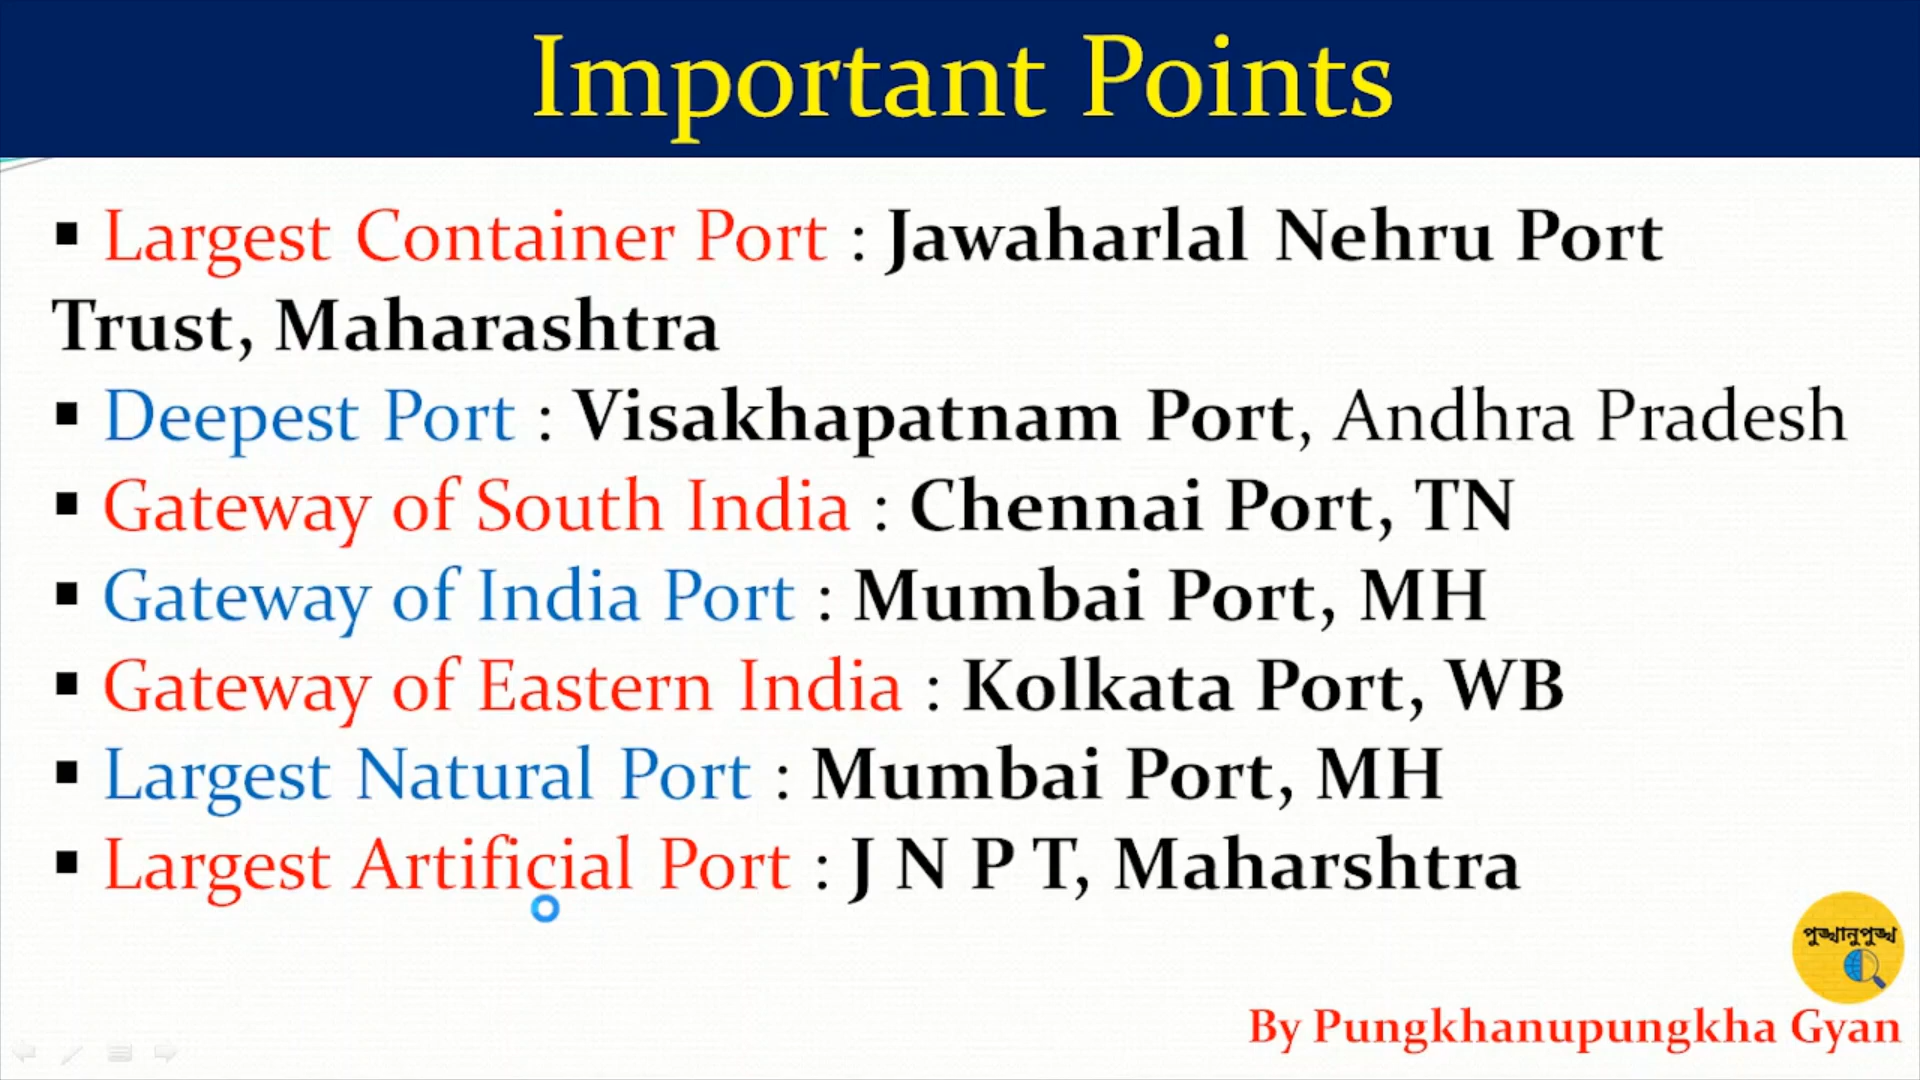 Important Points
▪ Largest Container Port : Jawaharlal Nehru Port
Trust, Maharashtra
▪ Deepest Port : Visakhapatnam Port, Andhra Pradesh
▪ Gateway of South India : Chennai Port, TN
▪ Gateway of India Port : Mumbai Port, MH
▪ Gateway of Eastern India : Kolkata Port, WB
▪ Largest Natural Port : Mumbai Port, MH
▪ Largest Artificial Port : J N P T, Maharshtra
পুঙ্খানুপুঙ্খ
By Pungkhanupungkha Gyan